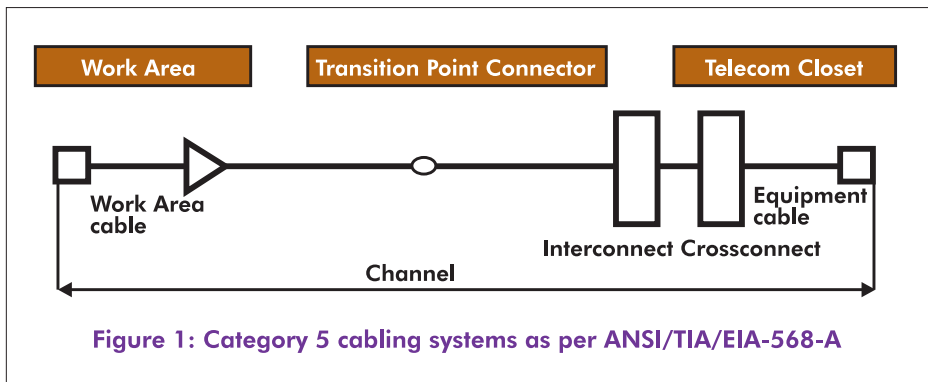 Work Area
Transition Point Connector
Telecom Closet
Work Area
cable
Equipment
cable
Interconnect Crossconnect
Channel
Figure 1: Category 5 cabling systems as per ANSI/TIA/EIA-568-A